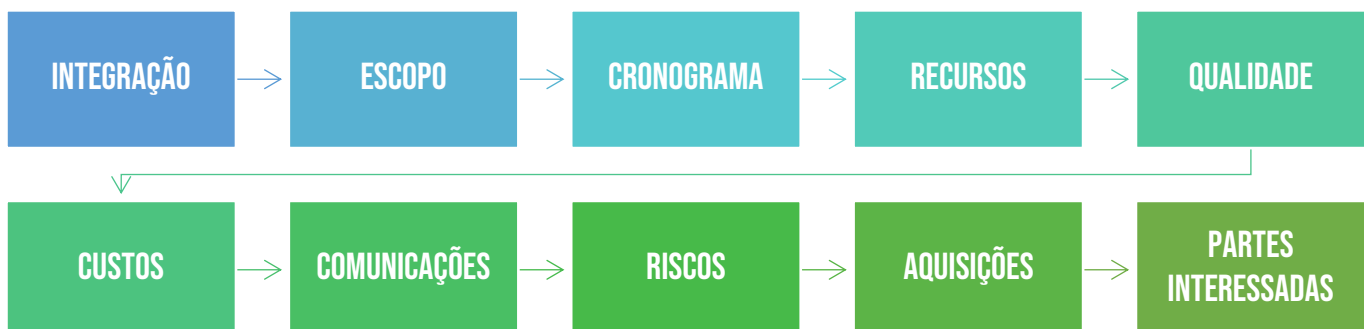 INTEGRAÇÃO
ESCOPO
CRONOGRAMA
RECURSOS
QUALIDADE
CUSTOS
COMUNICAÇÕES
RISCOS
AQUISIÇÕES
PARTES
INTERESSADAS